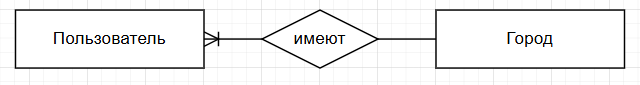 Пользователь
имеют
Город